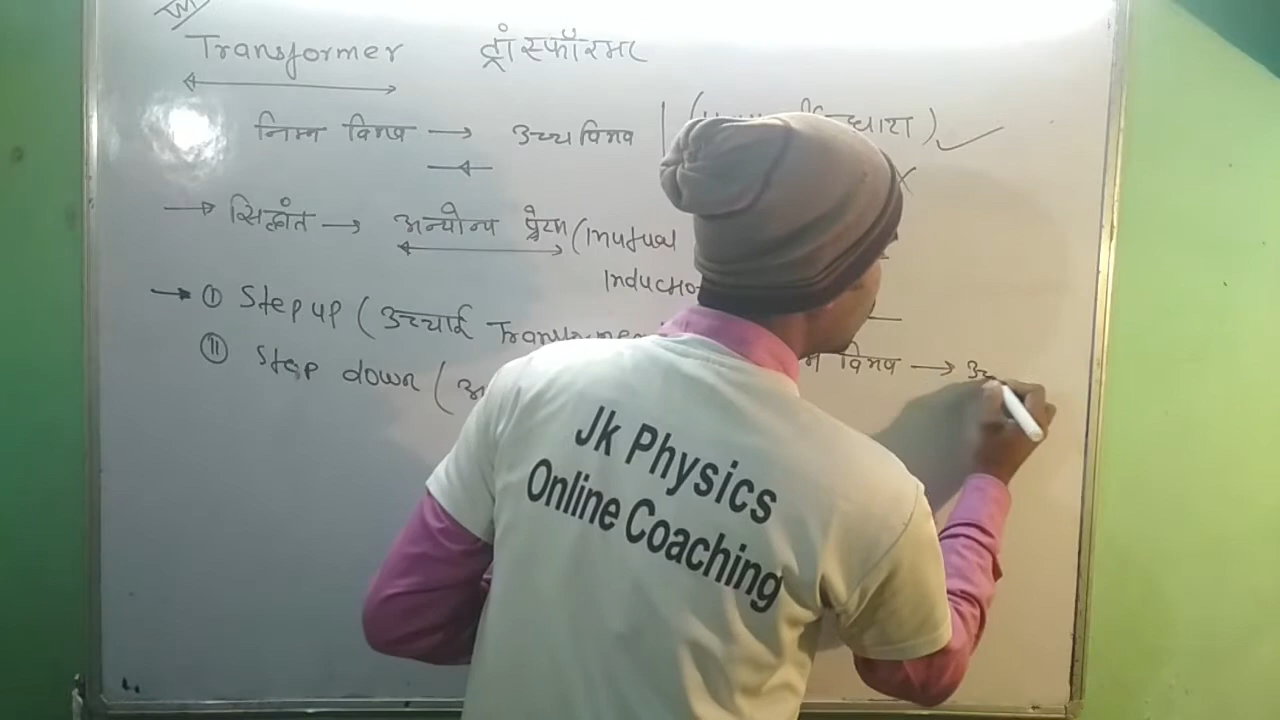 Transformer ट्रांसफॉरमर
निम्न विभव → उच्च विभव | ( धारा ) ✓
← X
→ सिद्धांत → अन्योन्य प्रेरण (mutual
→ ① Step up ( उच्चाई Transformer विभव →
② Step down (
Jk Physics
Online Coaching